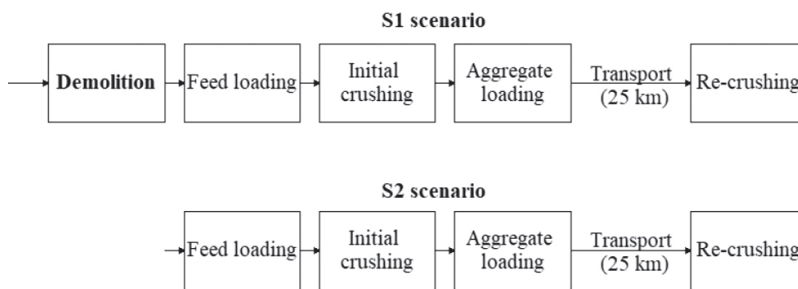 S1 scenario
Demolition
Feed loading
Initial
crushing
Aggregate
loading
Transport
(25 km)
Re-crushing
S2 scenario
Feed loading
Initial
crushing
Aggregate
loading
Transport
(25 km)
Re-crushing